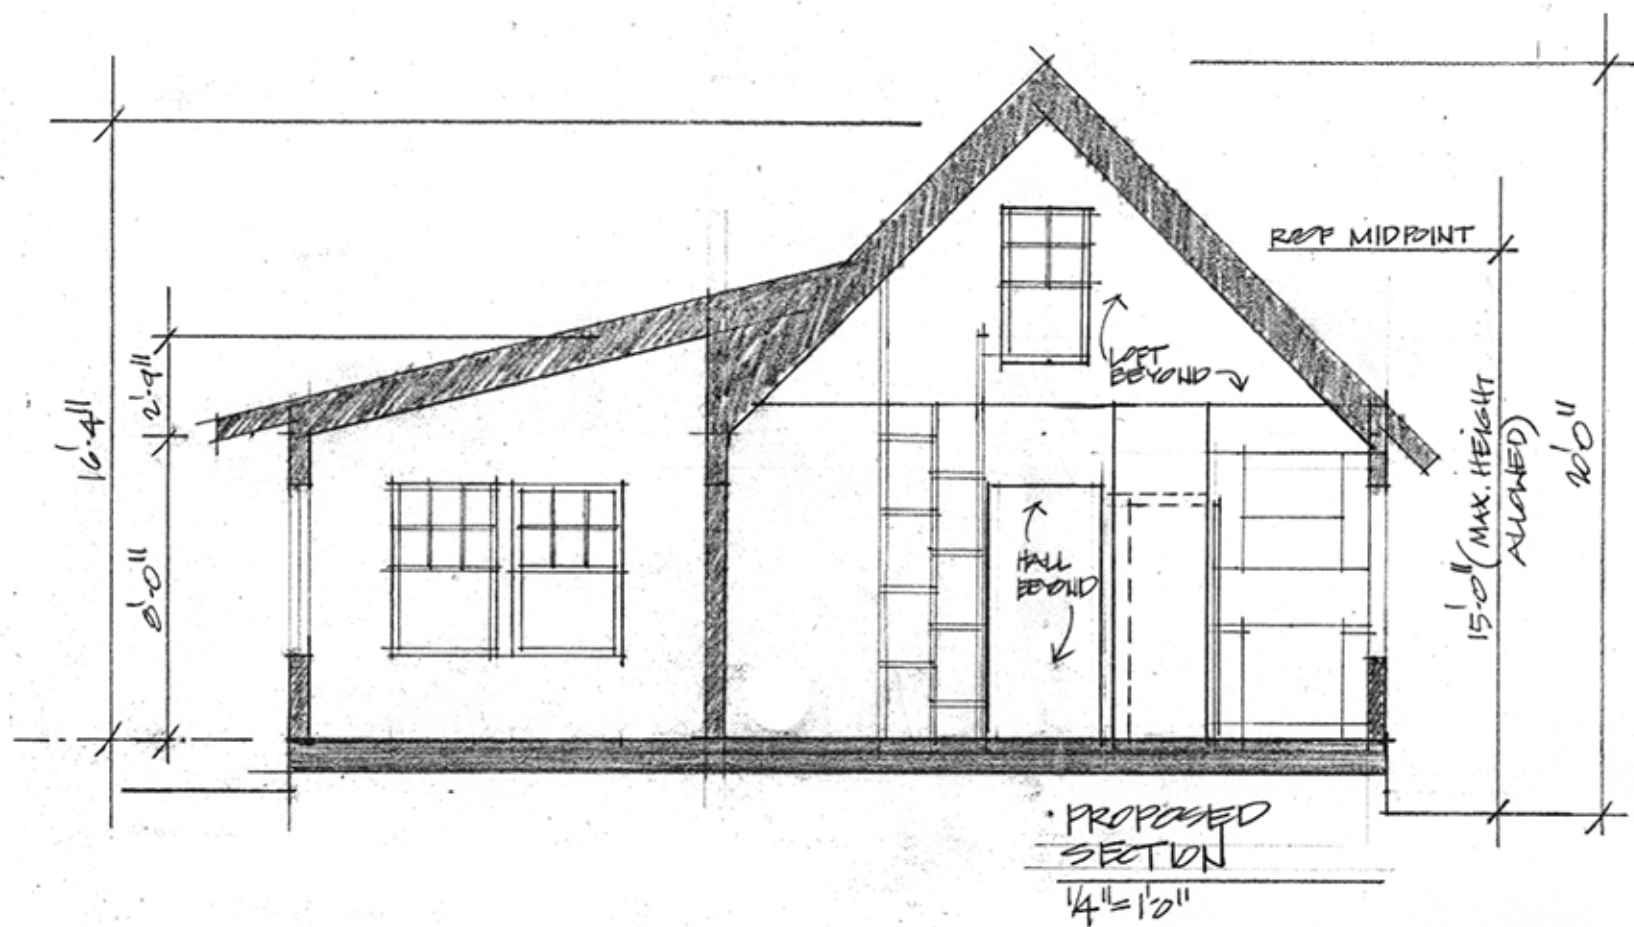 ROOF MIDPOINT
LOFT
BEYOND
16'-4"
2'-9"
8'-0"
HALL
BEYOND
15'-0" (MAX. HEIGHT
ALLOWED)
20'0"
PROPOSED
SECTION
1/4"=1'0"